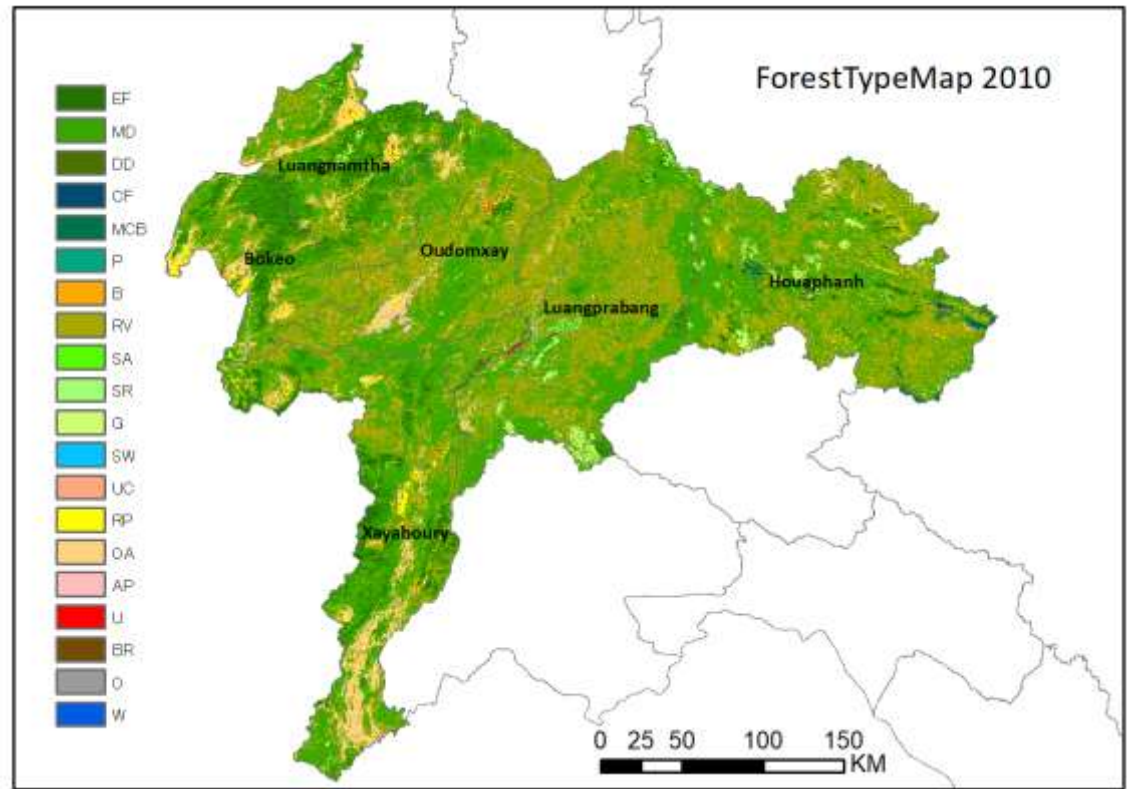 ForestTypeMap 2010
EF
MD
DD
CF
MCB
P
B
RV
SA
SR
G
SW
UC
RP
OA
AP
U
BR
O
W
Luangnamtha
Bokeo
Oudomxay
Luangprabang
Houaphanh
Xayaboury
0 25 50 100 150
KM